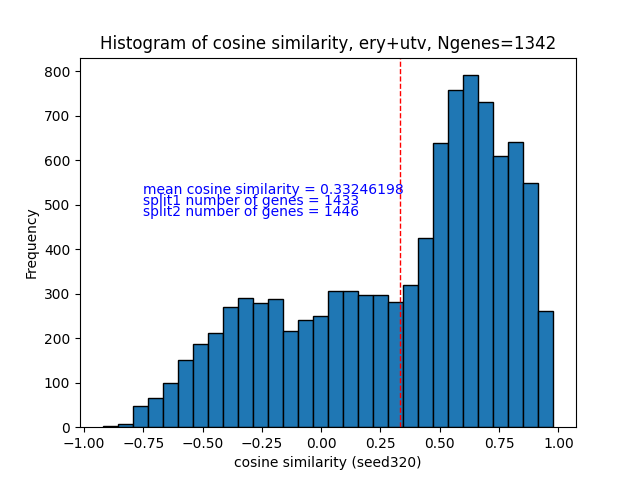 Histogram of cosine similarity, ery+utv, Ngenes=1342
800
700
600
500
400
300
200
100
0
Frequency
mean cosine similarity = 0.33246198
split1 number of genes = 1433
split2 number of genes = 1446
−1.00 −0.75 −0.50 −0.25 0.00 0.25 0.50 0.75 1.00
cosine similarity (seed320)